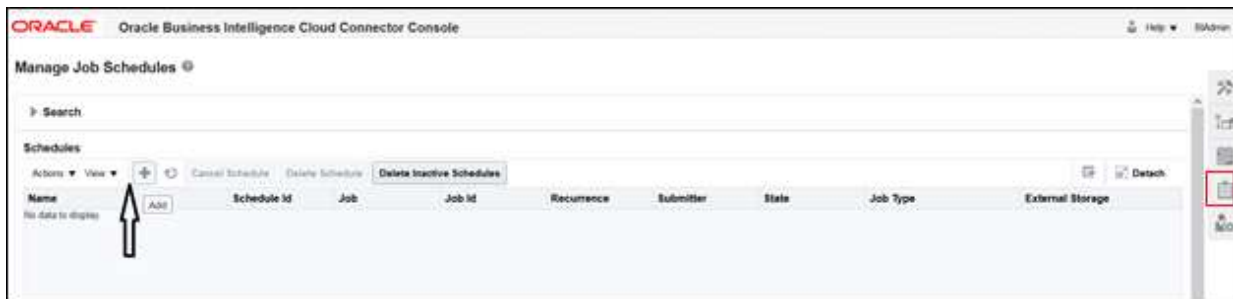 ORACLE Oracle Business Intelligence Cloud Connector Console Help BIAdmin
Manage Job Schedules
Search
Schedules
Actions View Cancel Schedule Delete Schedule Delete Inactive Schedules Detach
Name Schedule Id Job Job Id Recurrence Submitter State Job Type External Storage
No data to display
Add